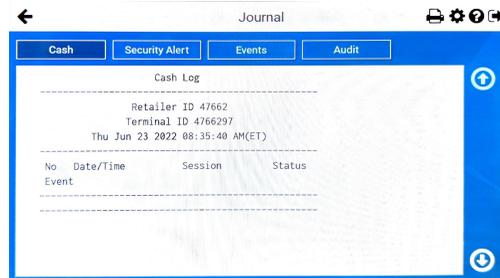 Journal
Cash
Security Alert
Events
Audit
Cash Log
Retailer ID 47662
Terminal ID 4766297
Thu Jun 23 2022 08:35:40 AM(ET)
No Date/Time Session Status
Event